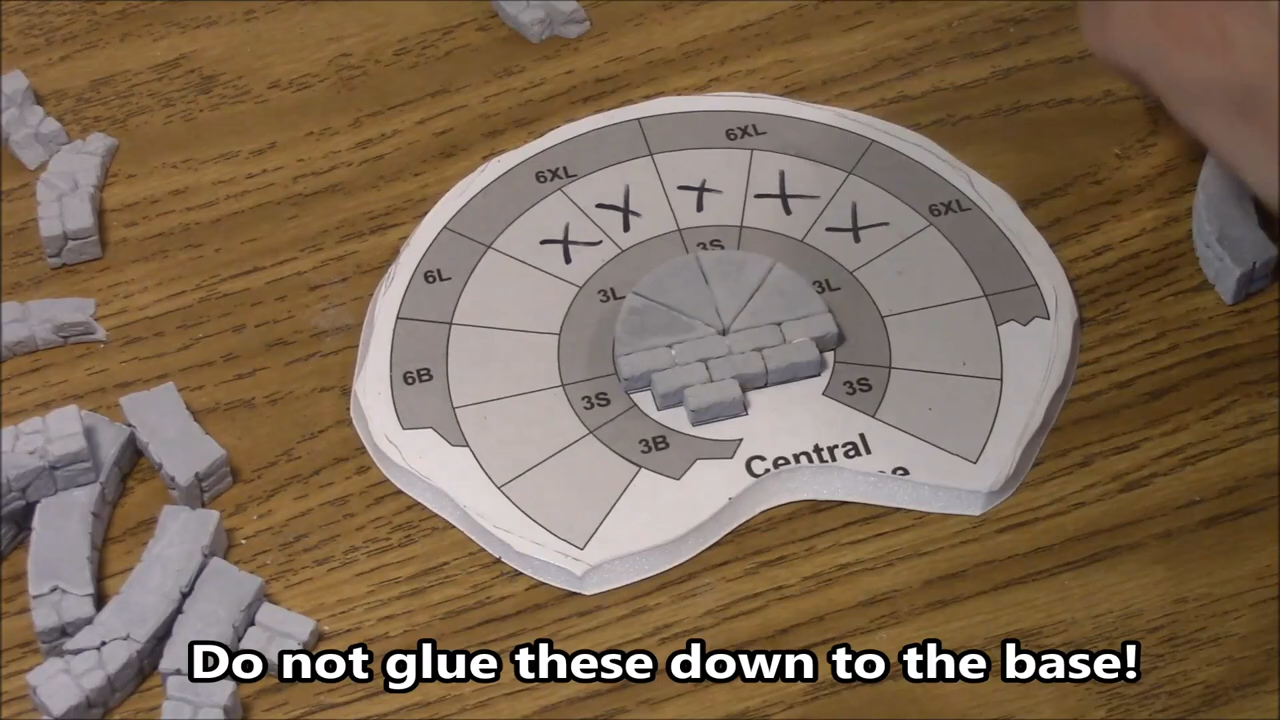 6XL
6XL
6XL
6L
3S
3L
3L
6B
3S
3S
3B
Central
Do not glue these down to the base!